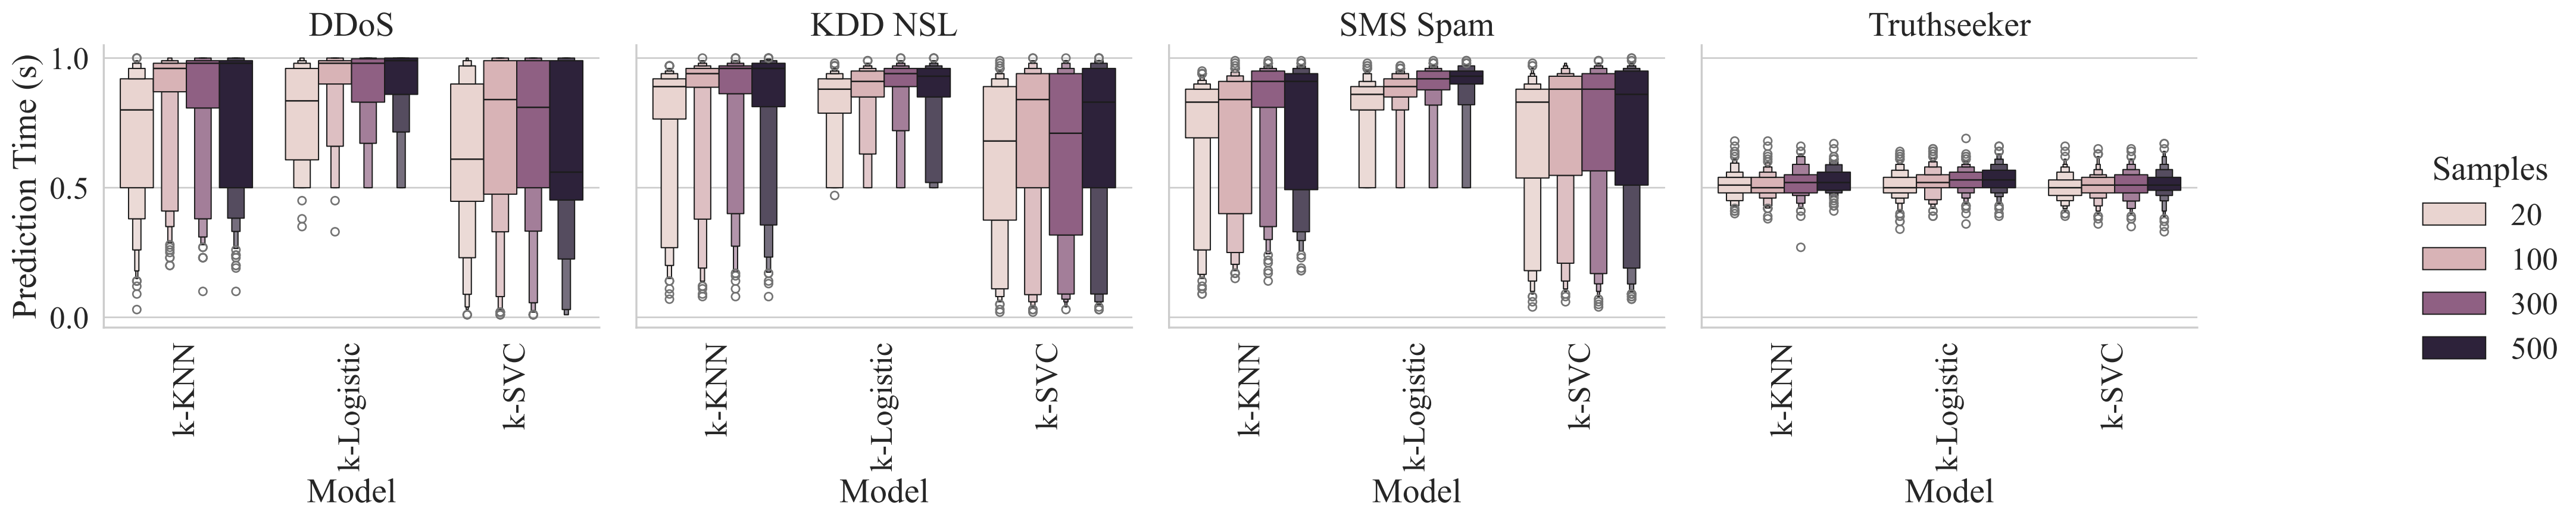 DDoS
KDD NSL
SMS Spam
Truthseeker
Prediction Time (s)
1.0
0.5
0.0
k-KNN
k-Logistic
k-SVC
k-KNN
k-Logistic
k-SVC
k-KNN
k-Logistic
k-SVC
k-KNN
k-Logistic
k-SVC
Model
Model
Model
Model
Samples
20
100
300
500